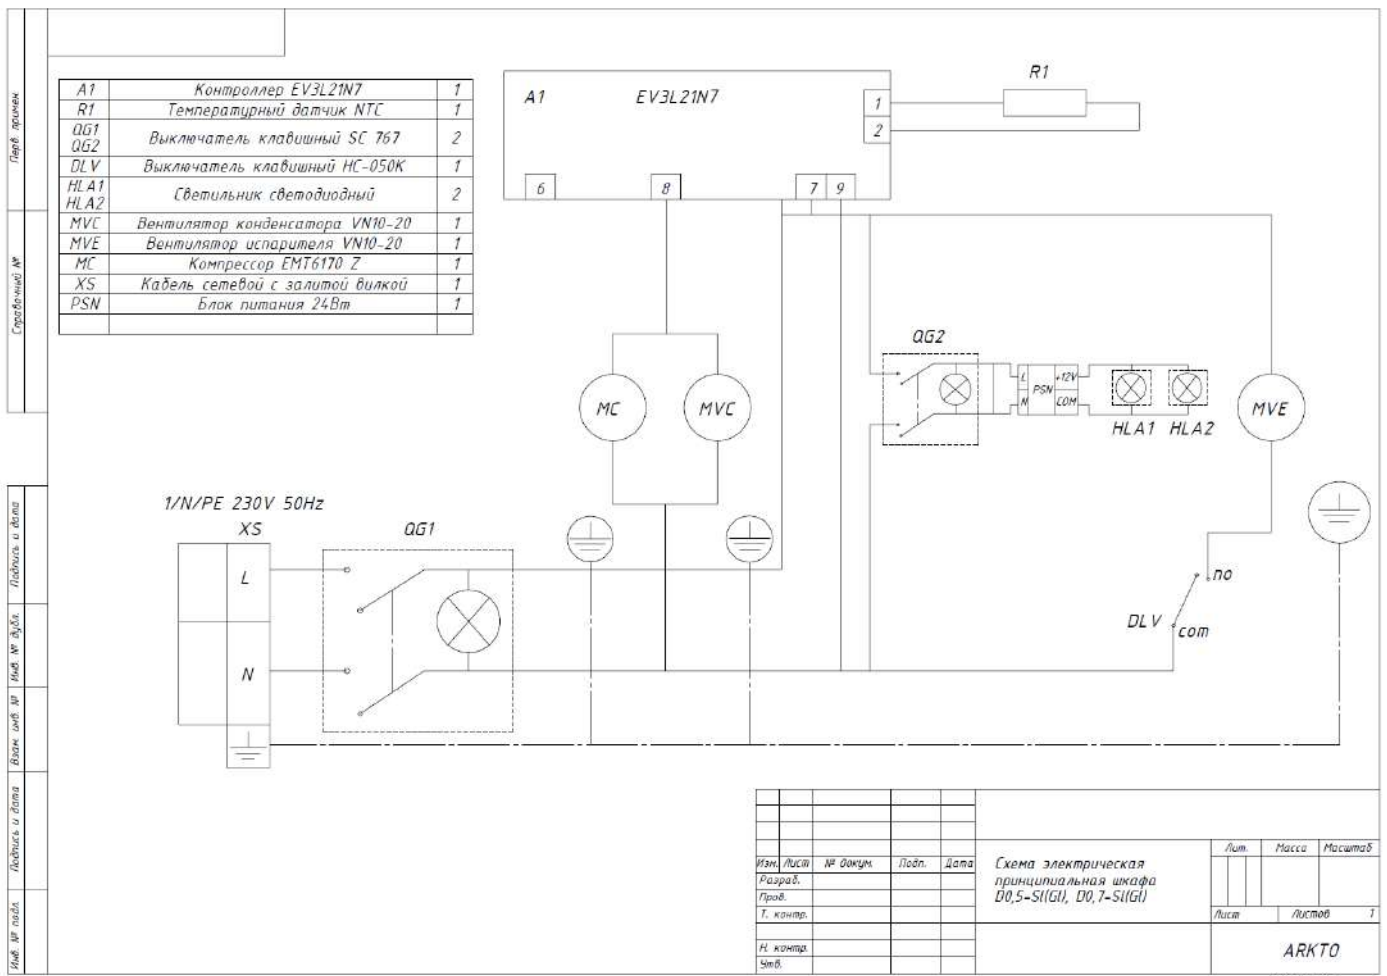 A1 Контроллер EV3L21N7 1
R1 Температурный датчик NTC 1
QG1
QG2 Выключатель клавишный SC 767 2
DLV Выключатель клавишный HC-050K 1
HLA1
HLA2 Светильник светодиодный 2
MVC Вентилятор конденсатора VN10-20 1
MVE Вентилятор испарителя VN10-20 1
MC Компрессор EMT6170 Z 1
XS Кабель сетевой с залитой вилкой 1
PSN Блок питания 24Вт 1
A1 EV3L21N7
1
2
6 8 7 9
R1
QG2
L PSN +12V
N COM
HLA1 HLA2
MC MVC MVE
1/N/PE 230V 50Hz
XS QG1
L
N
no
DLV com
Перв. примен.
Справочный №
Подпись и дата
Инв. № дубл.
Взам. инв. №
Подпись и дата
Инв. № подл.
Изм. Лист № докум. Подп. Дата
Разраб.
Пров.
Т. контр.
Н. контр.
Утв.
Схема электрическая
принципиальная шкафа
D0,5-Sl(Gl), D0,7-Sl(Gl)
Лит. Масса Масштаб
Лист Листов 1
ARKTO